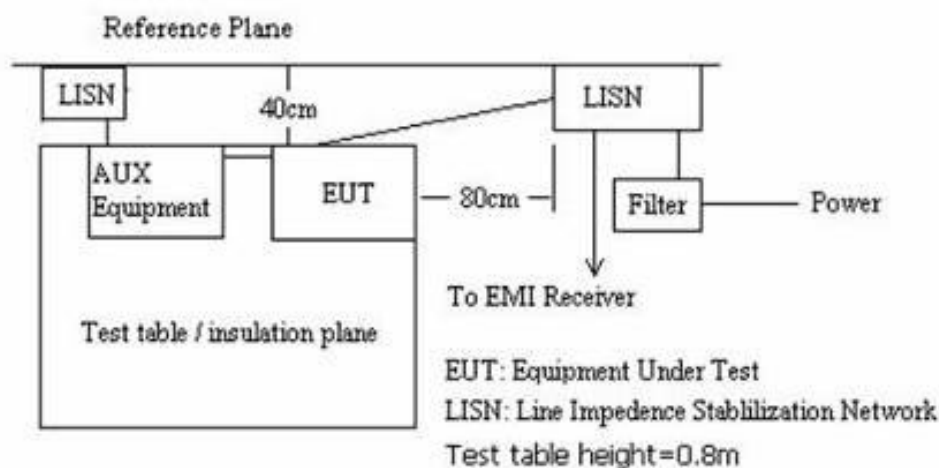 Reference Plane
LISN
40cm
LISN
AUX
Equipment
EUT
80cm
Filter
Power
To EMI Receiver
Test table / insulation plane
EUT: Equipment Under Test
LISN: Line Impedence Stablilization Network
Test table height=0.8m